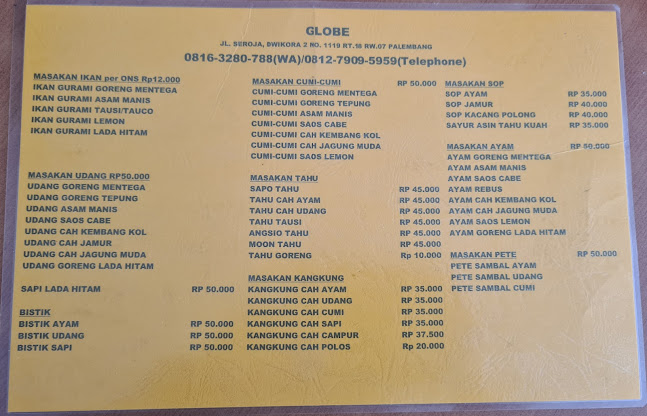 GLOBE
JL. SEROJA, SWIKORA 2 NO. 1119 RT.18 RW.07 PALEMBANG
0816-3280-788(WA)/0812-7909-5959(Telephone)
MASAKAN IKAN per ONS Rp12.000
IKAN GURAMI GORENG MENTEGA
IKAN GURAMI ASAM MANIS
IKAN GURAMI TAUSI/TAUCO
IKAN GURAMI LEMON
IKAN GURAMI LADA HITAM
MASAKAN UDANG RP50.000
UDANG GORENG MENTEGA
UDANG GORENG TEPUNG
UDANG ASAM MANIS
UDANG SAOS CABE
UDANG CAH KEMBANG KOL
UDANG CAH JAMUR
UDANG CAH JAGUNG MUDA
UDANG GORENG LADA HITAM
SAPI LADA HITAM RP 50.000
BISTIK
BISTIK AYAM RP 50.000
BISTIK UDANG RP 50.000
BISTIK SAPI RP 50.000
MASAKAN CUMI-CUMI RP 50.000
CUMI-CUMI GORENG MENTEGA
CUMI-CUMI GORENG TEPUNG
CUMI-CUMI ASAM MANIS
CUMI-CUMI SAOS CABE
CUMI-CUMI CAH KEMBANG KOL
CUMI-CUMI CAH JAGUNG MUDA
CUMI-CUMI SAOS LEMON
MASAKAN TAHU
SAPO TAHU RP 45.000
TAHU CAH AYAM RP 45.000
TAHU CAH UDANG RP 45.000
TAHU TAUSI RP 45.000
ANGSIO TAHU RP 45.000
MOON TAHU RP 45.000
TAHU GORENG Rp 10.000
MASAKAN KANGKUNG
KANGKUNG CAH AYAM RP 35.000
KANGKUNG CAH UDANG RP 35.000
KANGKUNG CAH CUMI RP 35.000
KANGKUNG CAH SAPI RP 35.000
KANGKUNG CAH CAMPUR RP 37.500
KANGKUNG CAH POLOS Rp 20.000
MASAKAN SOP
SOP AYAM RP 35.000
SOP JAMUR RP 40.000
SOP KACANG POLONG RP 40.000
SAYUR ASIN TAHU KUAH RP 35.000
MASAKAN AYAM RP 50.000
AYAM GORENG MENTEGA
AYAM ASAM MANIS
AYAM SAOS CABE
AYAM REBUS
AYAM CAH KEMBANG KOL
AYAM CAH JAGUNG MUDA
AYAM SAOS LEMON
AYAM GORENG LADA HITAM
MASAKAN PETE RP 50.000
PETE SAMBAL AYAM
PETE SAMBAL UDANG
PETE SAMBAL CUMI